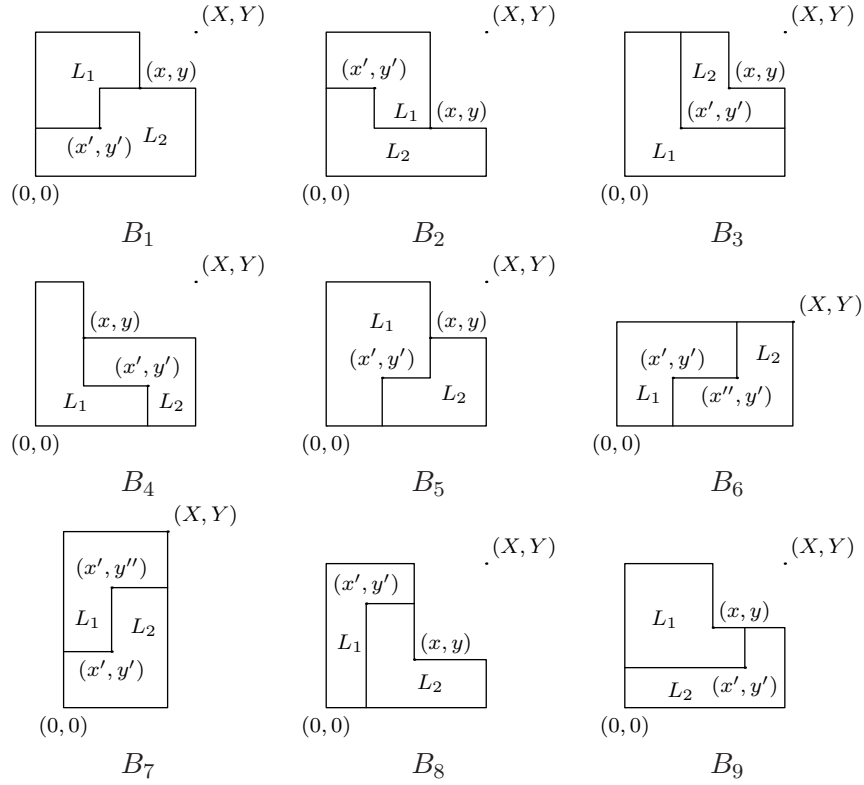 (X, Y) (X, Y) (X, Y)
L₁ (x, y) (x′, y′) L₂ (x, y)
(x′, y′) L₂ L₁ (x, y) (x′, y′)
L₂ L₁
(0, 0) (0, 0) (0, 0)
B₁ B₂ B₃
(X, Y) (X, Y) (X, Y)
(x, y) L₁ (x, y)
(x′, y′) (x′, y′) (x′, y′) L₂
L₁ L₂ L₂ L₁ (x″, y′)
(0, 0) (0, 0) (0, 0)
B₄ B₅ B₆
(X, Y) (X, Y) (X, Y)
(x′, y″) (x′, y′)
L₁ L₂ L₁ (x, y) L₁ (x, y)
(x′, y′) L₂ L₂ (x′, y′)
(0, 0) (0, 0) (0, 0)
B₇ B₈ B₉